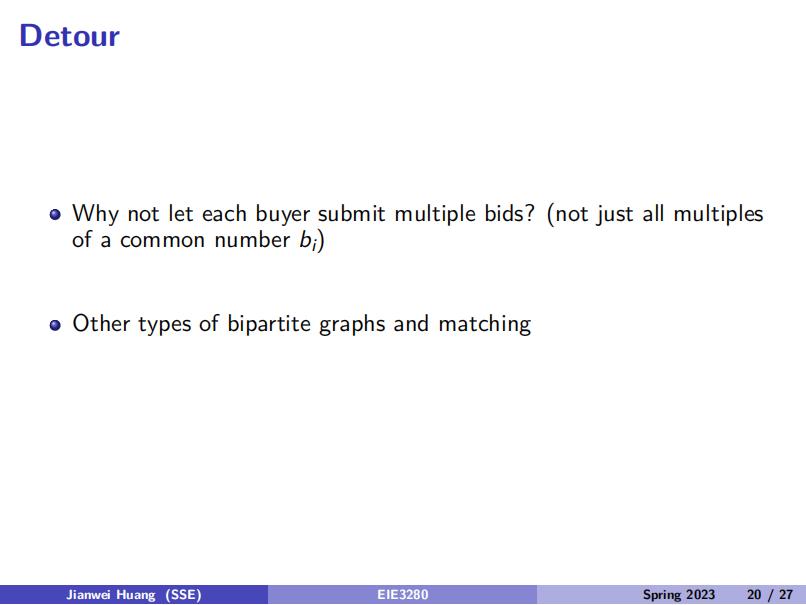 Detour
Why not let each buyer submit multiple bids? (not just all multiples
of a common number bᵢ)
Other types of bipartite graphs and matching
Jianwei Huang (SSE) EIE3280 Spring 2023 20 / 27